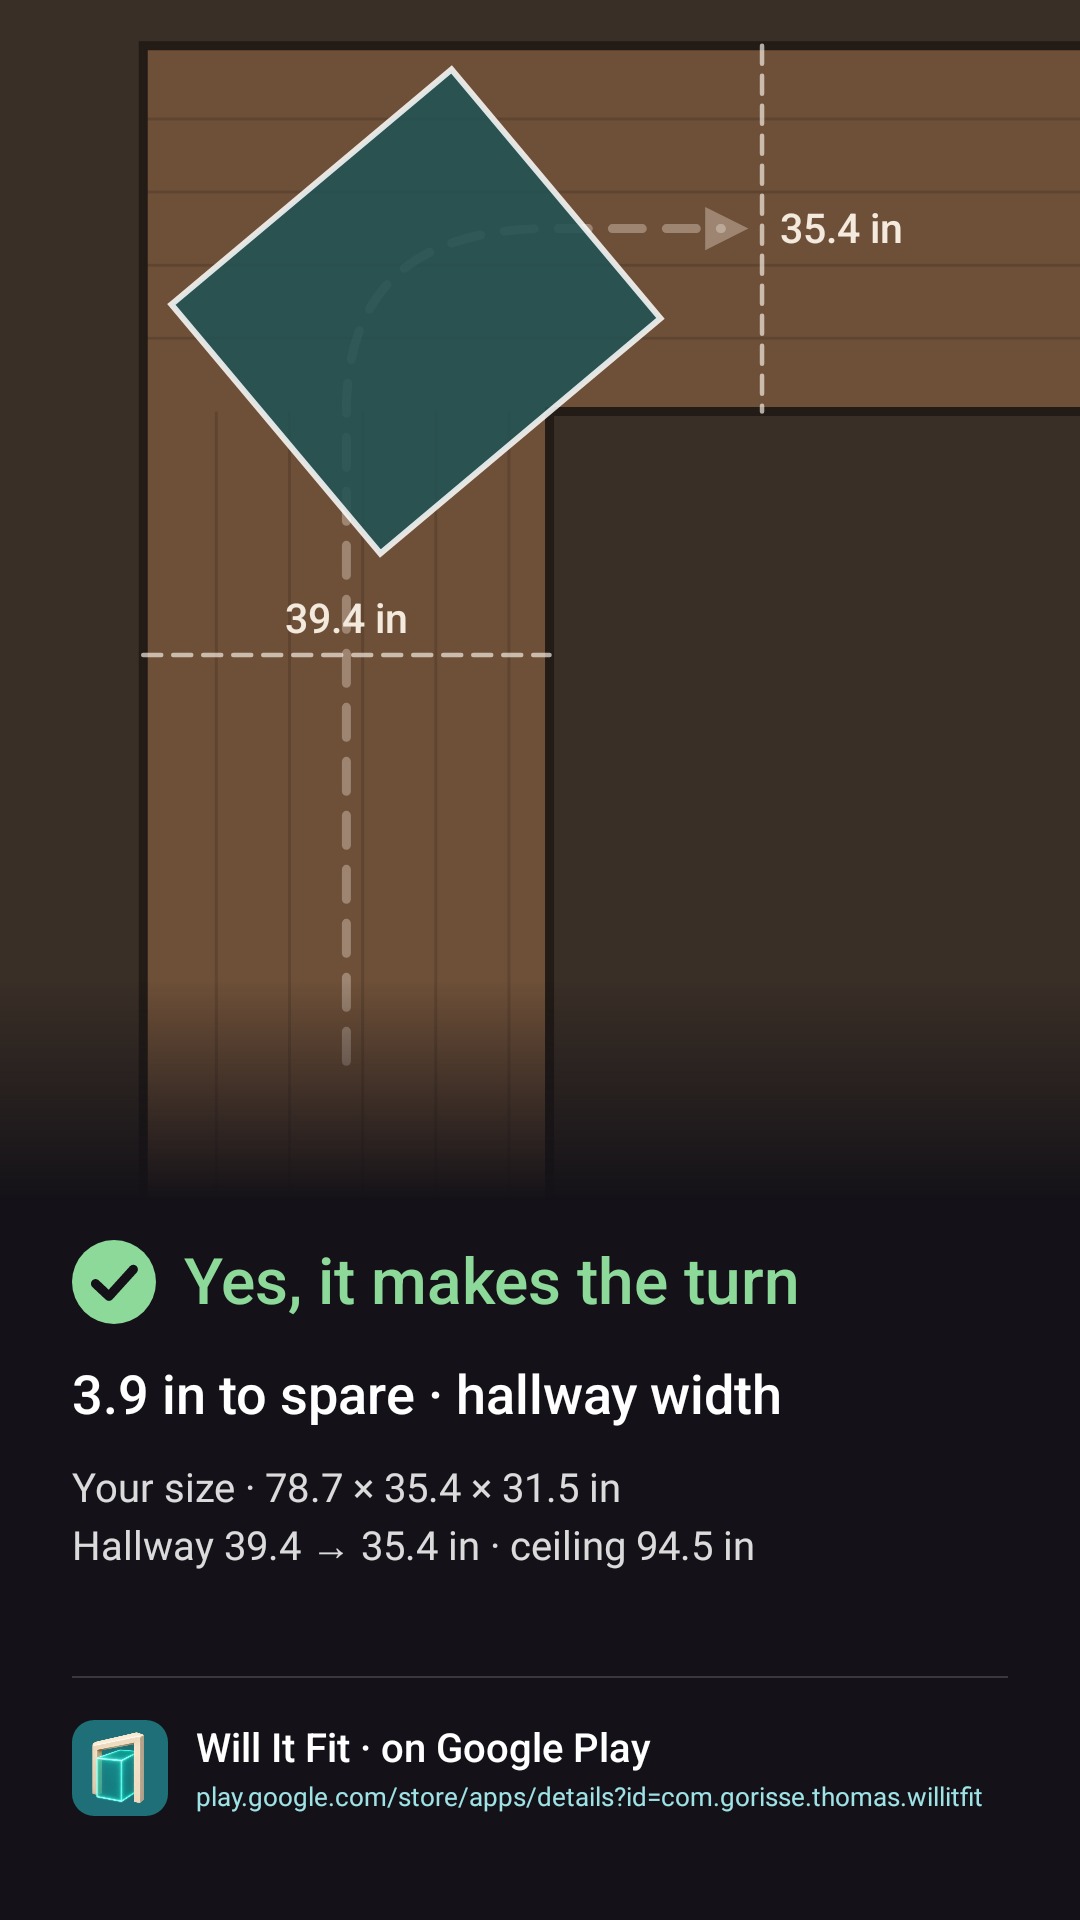 35.4 in
39.4 in
Yes, it makes the turn
3.9 in to spare · hallway width
Your size · 78.7 × 35.4 × 31.5 in
Hallway 39.4 → 35.4 in · ceiling 94.5 in
Will It Fit · on Google Play
play.google.com/store/apps/details?id=com.gorisse.thomas.willitfit